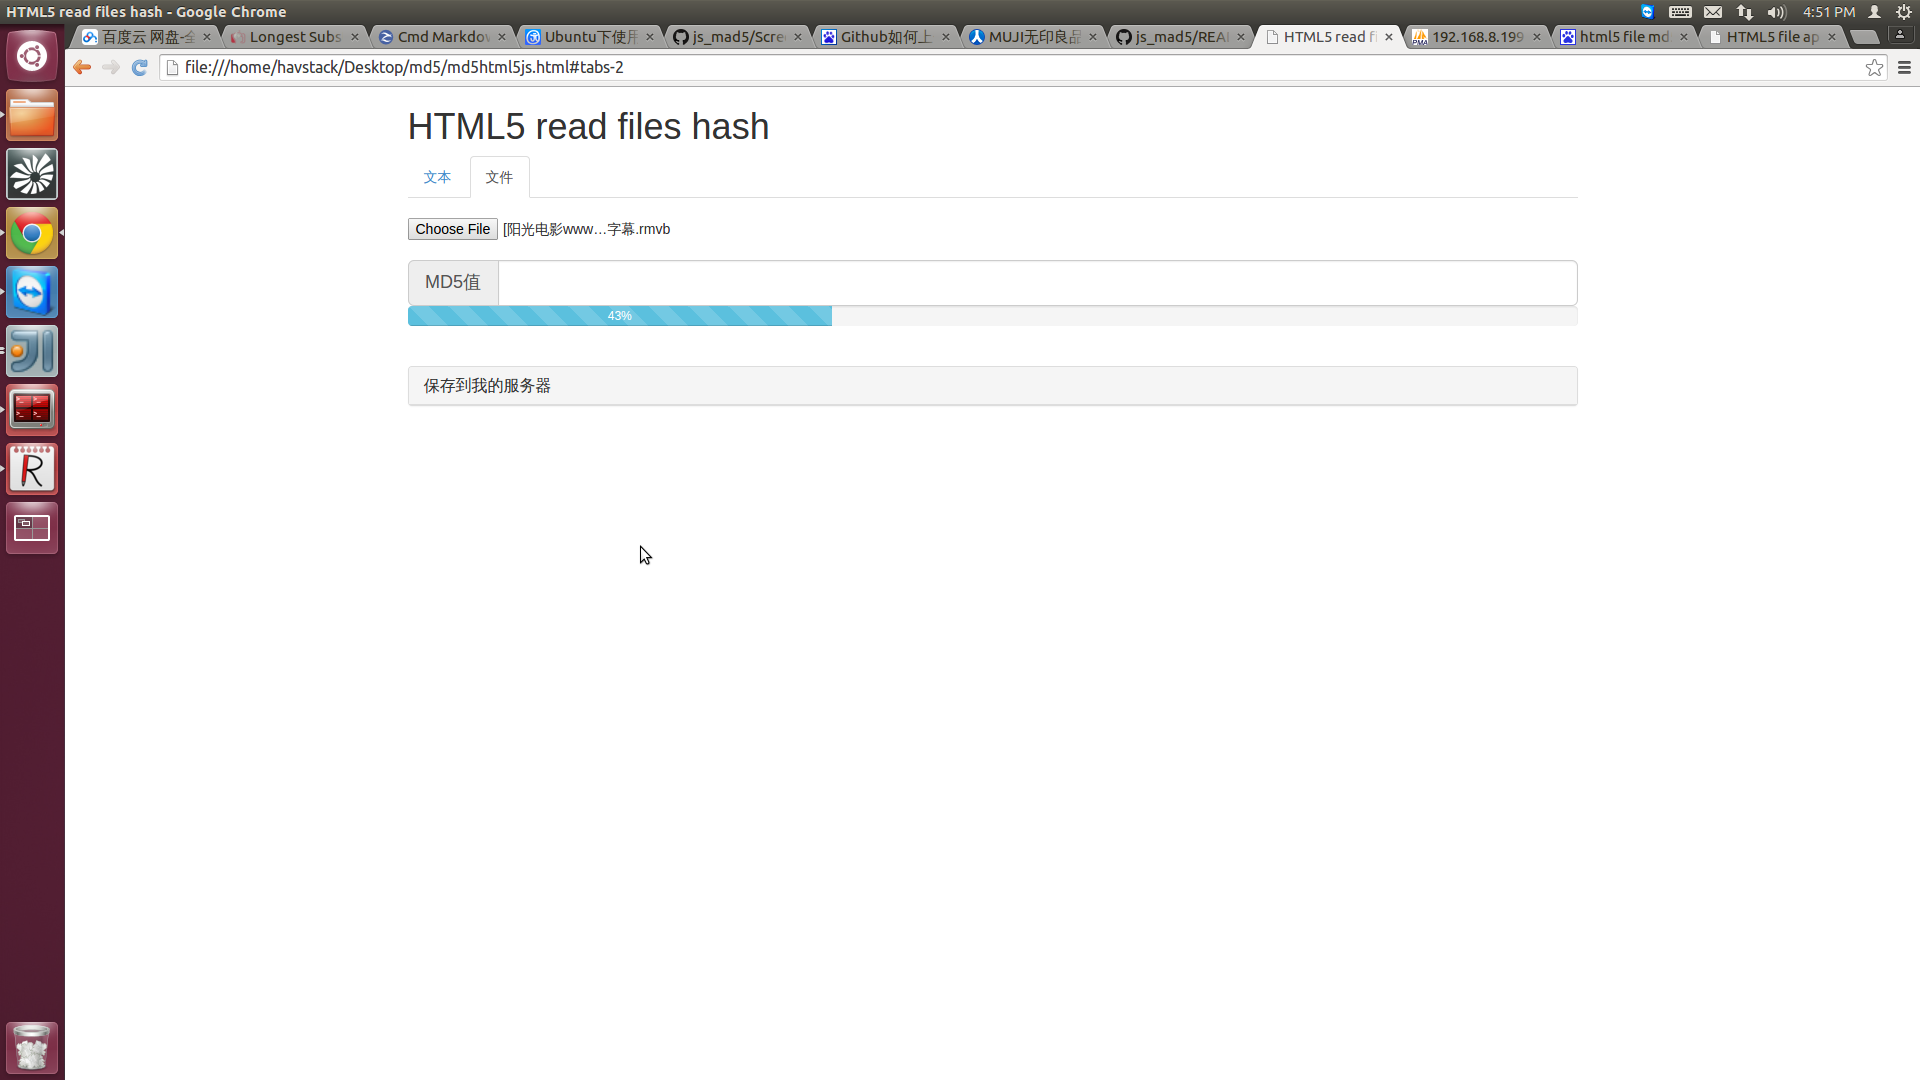 HTML5 read files hash - Google Chrome
4:51 PM
百度云 网盘-全
Longest Subs
Cmd Markdow
Ubuntu下使用
js_mad5/Scre
Github如何上
MUJI无印良品
js_mad5/REA
HTML5 read f
192.168.8.199
html5 file md
HTML5 file ap
file:///home/havstack/Desktop/md5/md5html5js.html#tabs-2
HTML5 read files hash
文本
文件
Choose File [阳光电影www…字幕.rmvb
MD5值
43%
保存到我的服务器